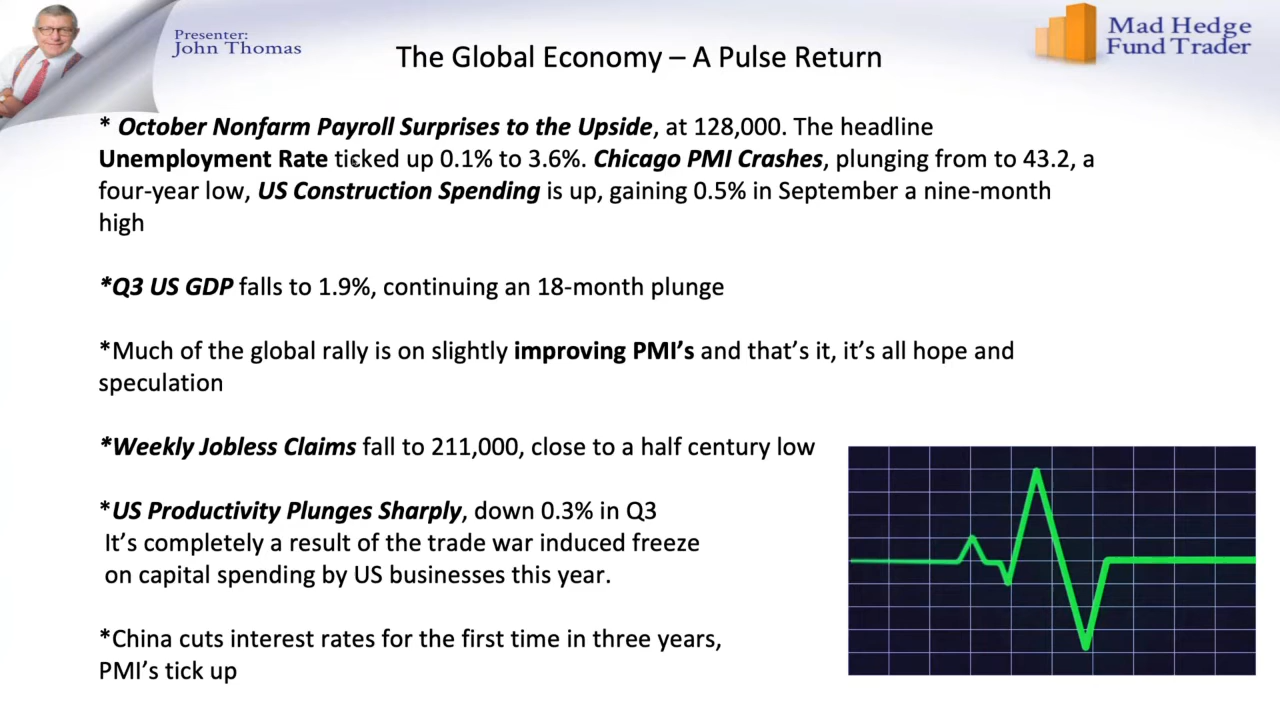 Presenter:
John Thomas
The Global Economy – A Pulse Return
Mad Hedge
Fund Trader
* October Nonfarm Payroll Surprises to the Upside, at 128,000. The headline
Unemployment Rate ticked up 0.1% to 3.6%. Chicago PMI Crashes, plunging from to 43.2, a
four-year low, US Construction Spending is up, gaining 0.5% in September a nine-month
high
*Q3 US GDP falls to 1.9%, continuing an 18-month plunge
*Much of the global rally is on slightly improving PMI’s and that’s it, it’s all hope and
speculation
*Weekly Jobless Claims fall to 211,000, close to a half century low
*US Productivity Plunges Sharply, down 0.3% in Q3
It’s completely a result of the trade war induced freeze
on capital spending by US businesses this year.
*China cuts interest rates for the first time in three years,
PMI’s tick up